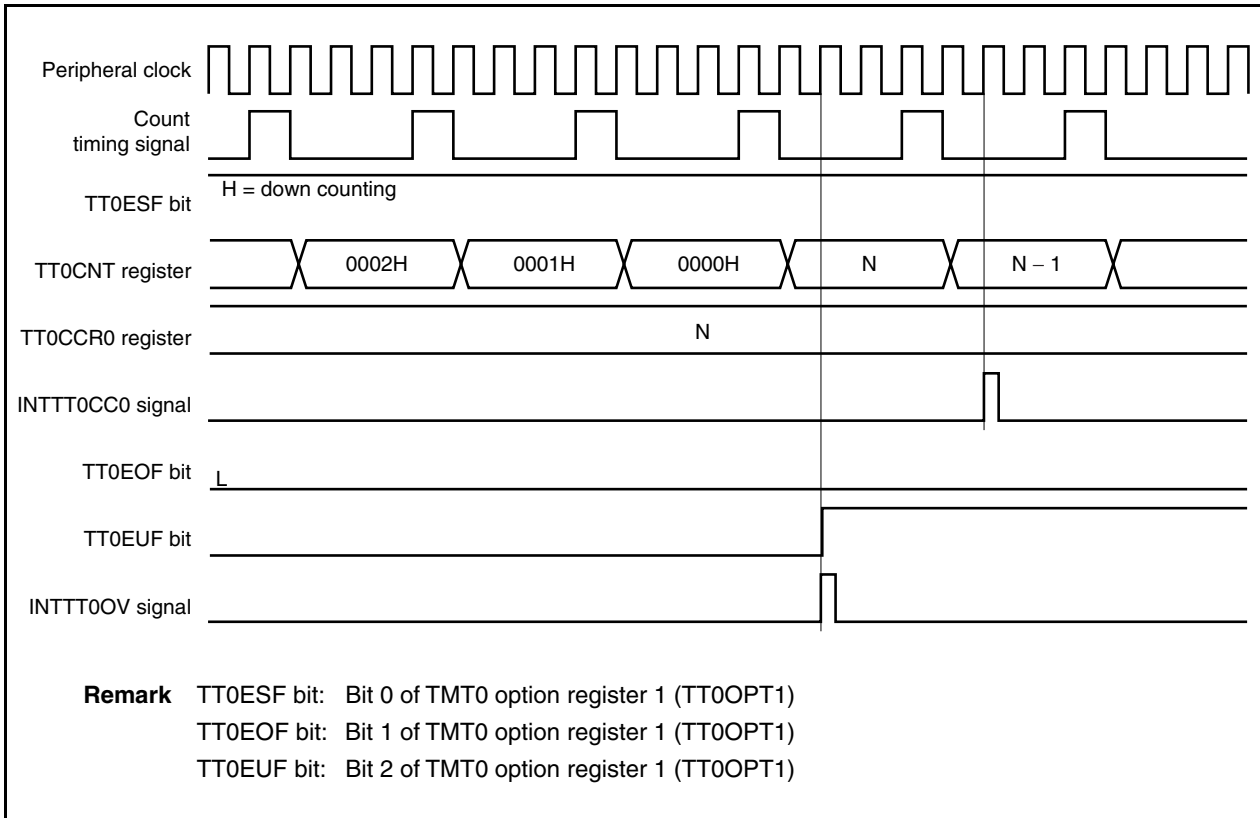 Peripheral clock
Count
timing signal
H = down counting
TT0ESF bit
TT0CNT register
0002H
0001H
0000H
N
N – 1
TT0CCR0 register
N
INTTT0CC0 signal
TT0EOF bit
L
TT0EUF bit
INTTT0OV signal
Remark TT0ESF bit: Bit 0 of TMT0 option register 1 (TT0OPT1)
TT0EOF bit: Bit 1 of TMT0 option register 1 (TT0OPT1)
TT0EUF bit: Bit 2 of TMT0 option register 1 (TT0OPT1)